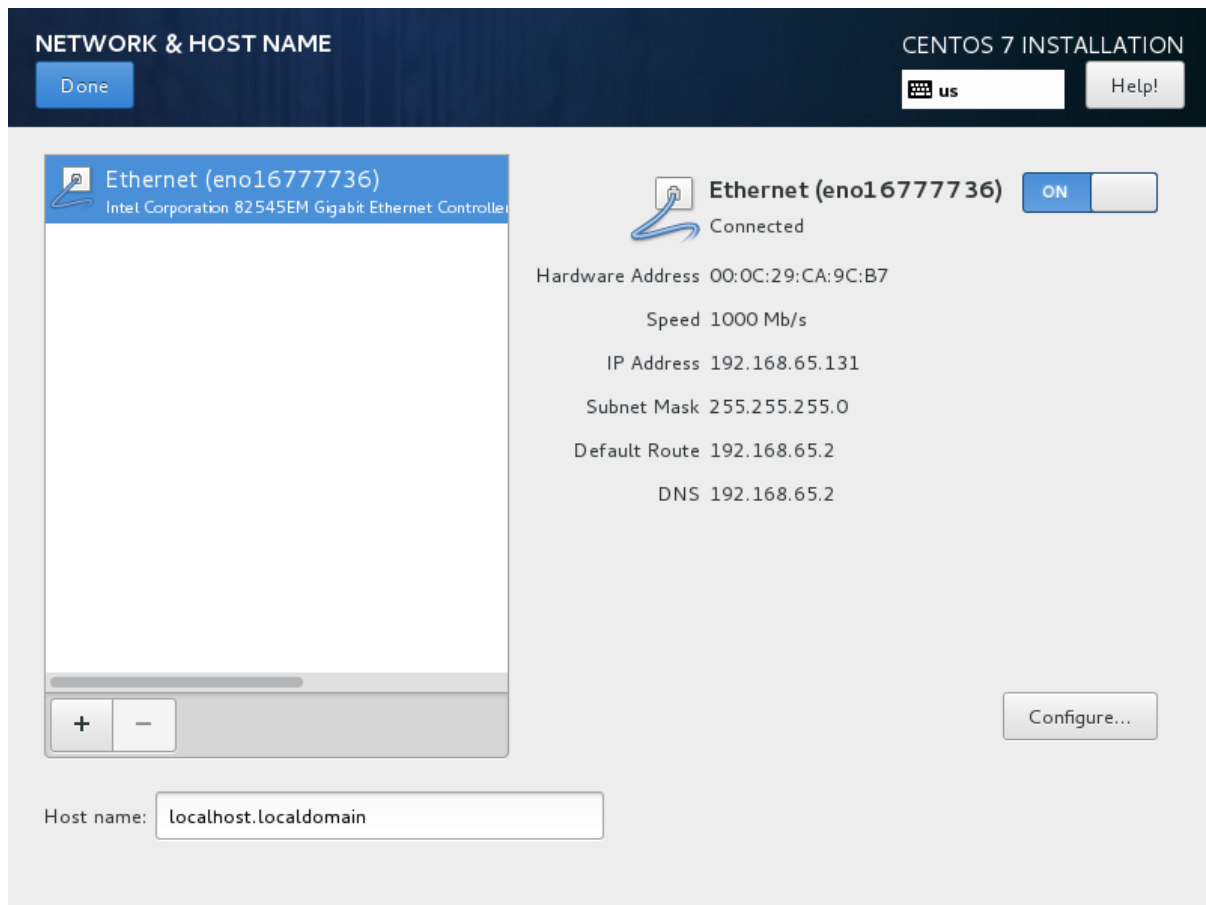 NETWORK & HOST NAME
CENTOS 7 INSTALLATION
Done
us
Help!
Ethernet (eno16777736)
Intel Corporation 82545EM Gigabit Ethernet Controller
Ethernet (eno16777736)
ON
Connected
Hardware Address 00:0C:29:CA:9C:B7
Speed 1000 Mb/s
IP Address 192.168.65.131
Subnet Mask 255.255.255.0
Default Route 192.168.65.2
DNS 192.168.65.2
+ −
Configure...
Host name: localhost.localdomain